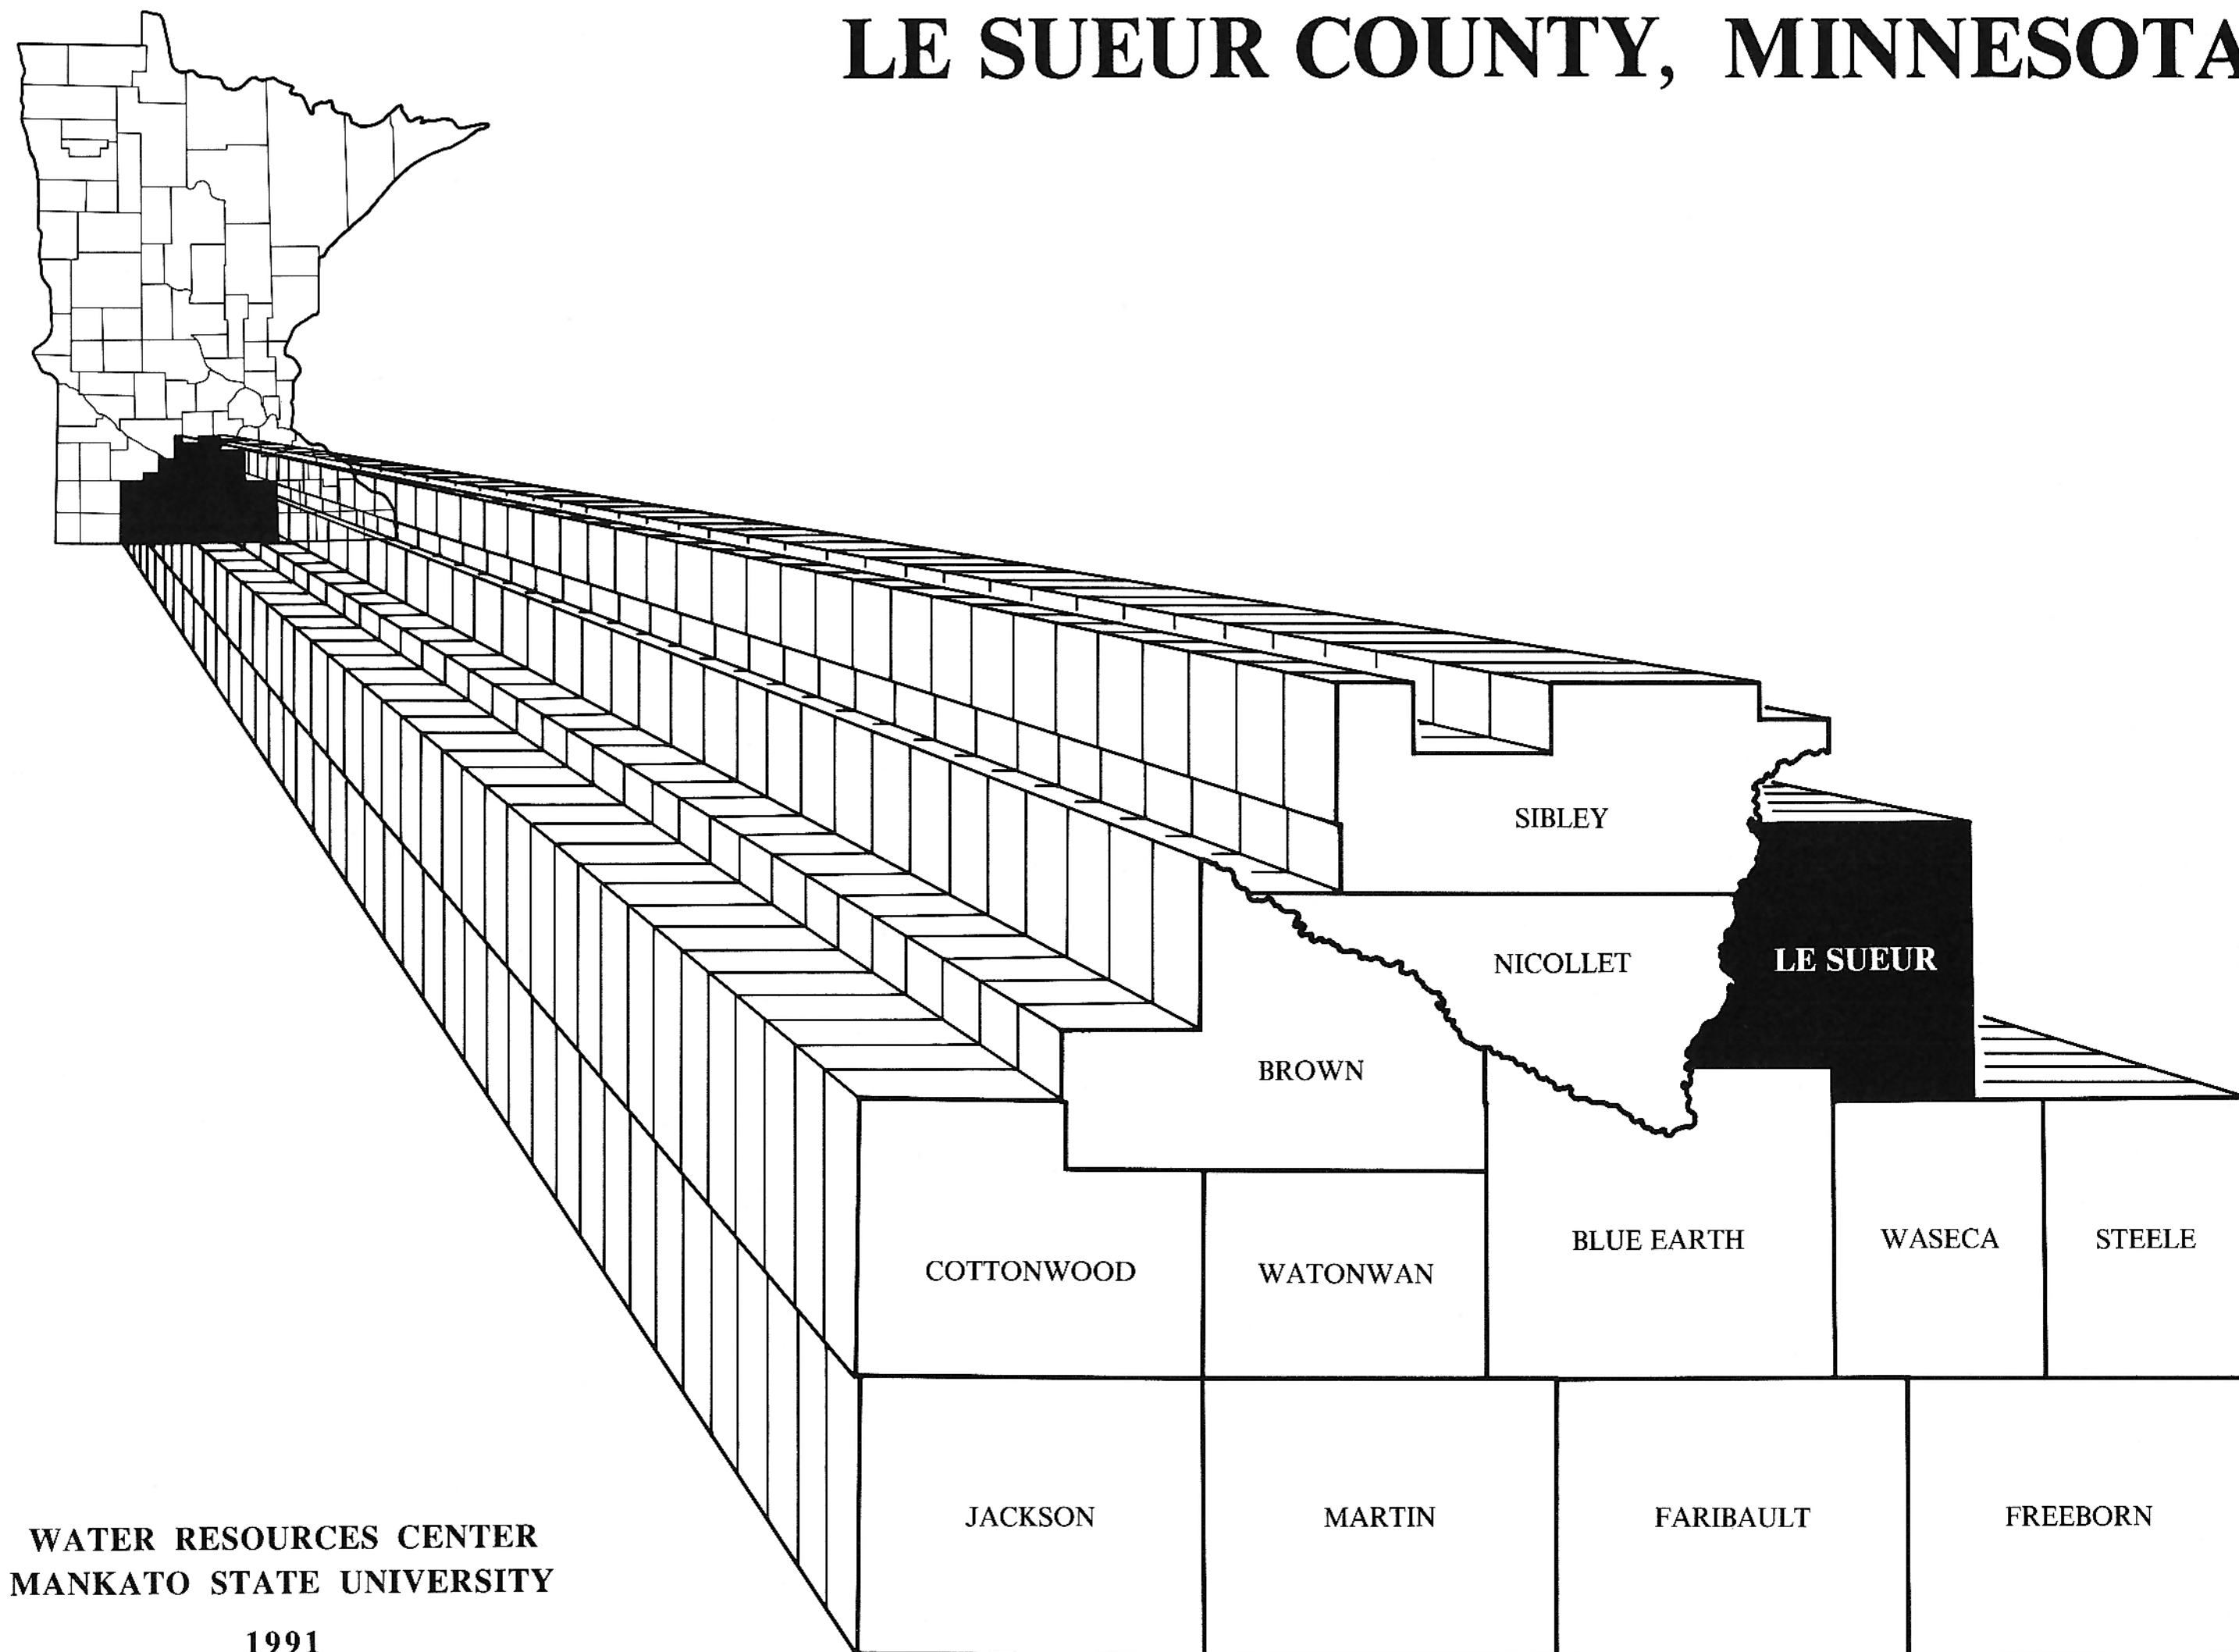 LE SUEUR COUNTY, MINNESOTA
SIBLEY
NICOLLET
LE SUEUR
BROWN
BLUE EARTH
WASECA
STEELE
COTTONWOOD
WATONWAN
JACKSON
MARTIN
FARIBAULT
FREEBORN
WATER RESOURCES CENTER
MANKATO STATE UNIVERSITY
1991